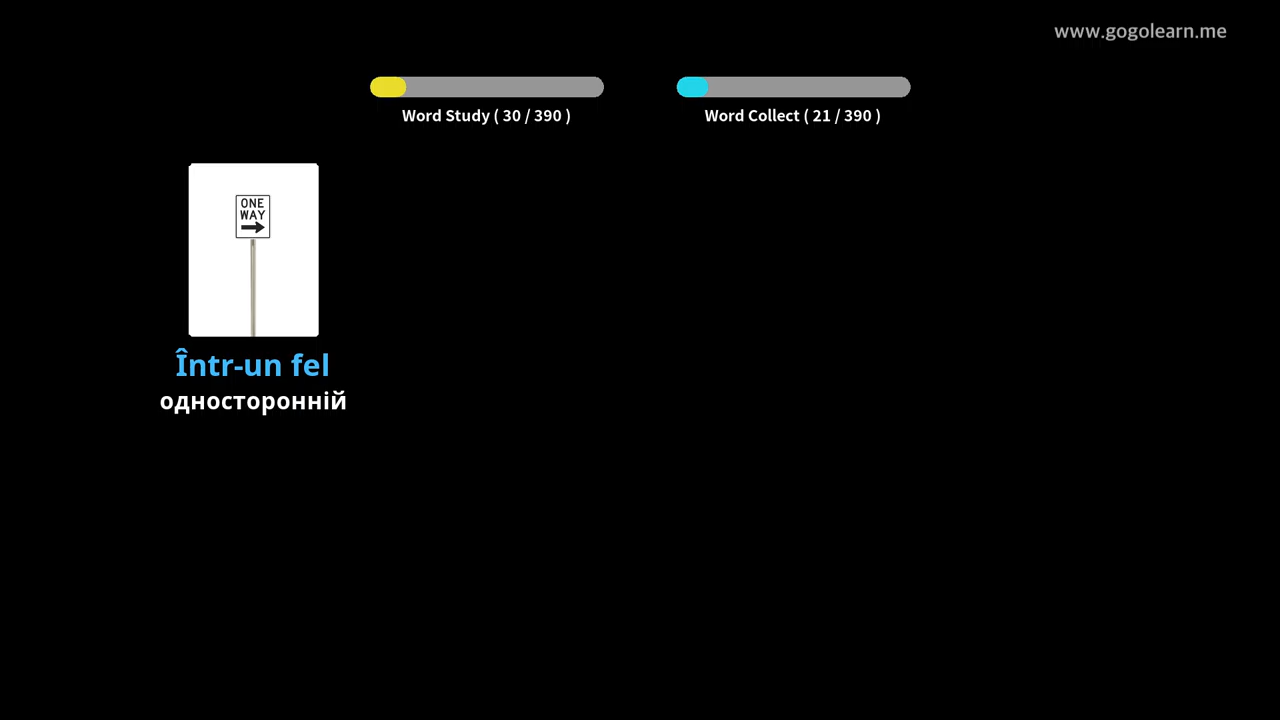 www.gogolearn.me
Word Study ( 30 / 390 )
Word Collect ( 21 / 390 )
ONE
WAY
Într-un fel
односторонній